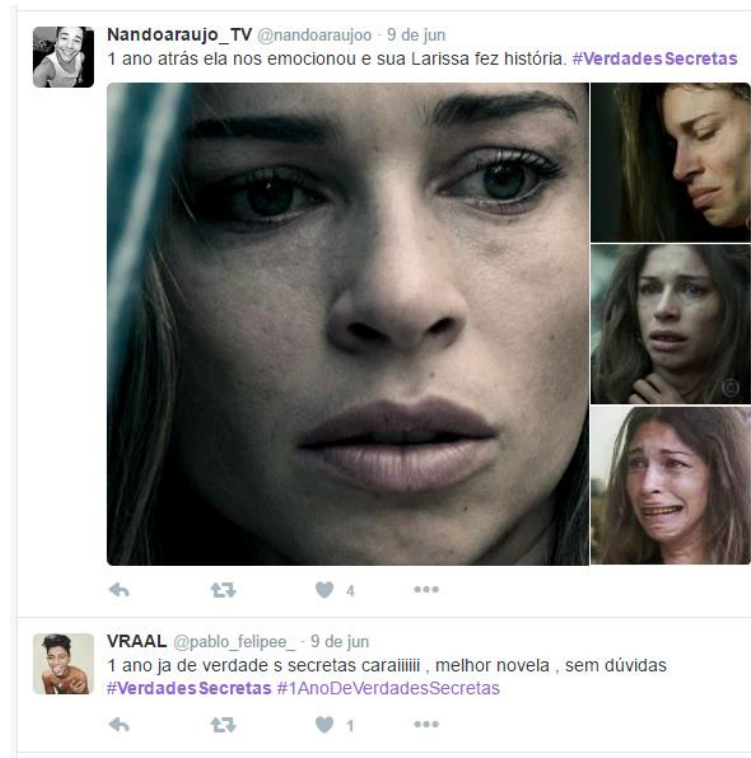 Nandoaraujo_TV @nandoaraujoo · 9 de jun
1 ano atrás ela nos emocionou e sua Larissa fez história. #VerdadesSecretas
4
VRAAL @pablo_felipee_ · 9 de jun
1 ano ja de verdade s secretas caraiiiiii , melhor novela , sem dúvidas
#VerdadesSecretas #1AnoDeVerdadesSecretas
1